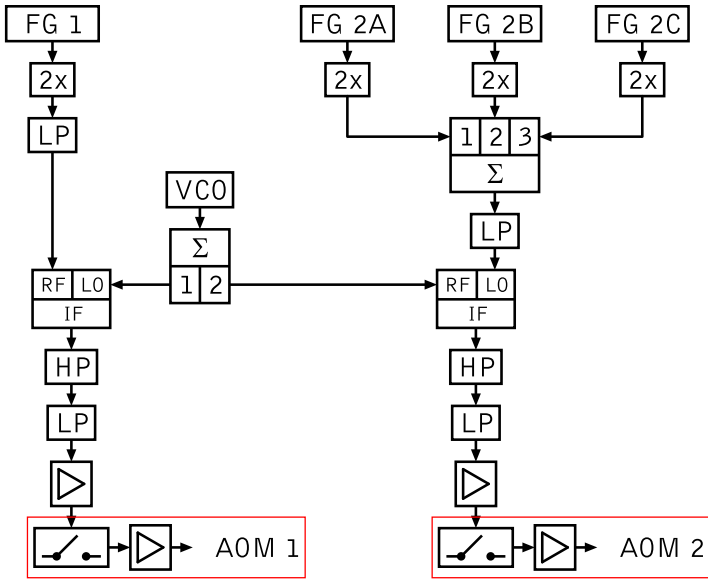 FG 1 FG 2A FG 2B FG 2C
2x 2x 2x 2x
LP 1 2 3
Σ
VCO
LP
Σ
1 2
RF LO RF LO
IF IF
HP HP
LP LP
AOM 1 AOM 2